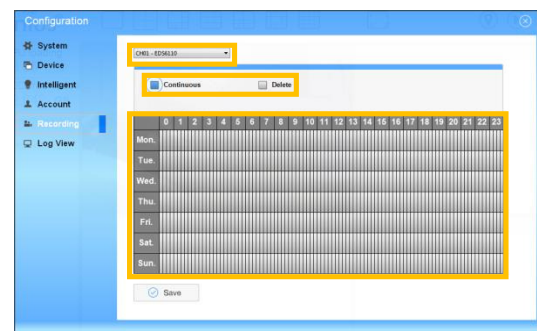 Configuration
System
Device
Intelligent
Account
Recording
Log View
CH01 - EDS6110
Continuous Delete
0 1 2 3 4 5 6 7 8 9 10 11 12 13 14 15 16 17 18 19 20 21 22 23
Mon.
Tue.
Wed.
Thu.
Fri.
Sat.
Sun.
Save